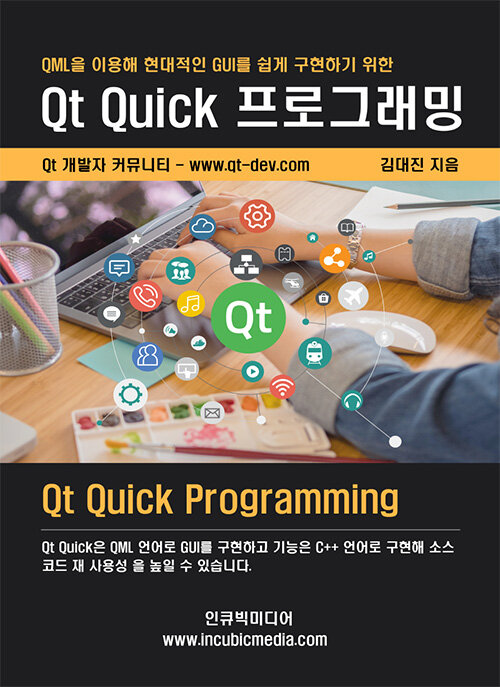 QML을 이용해 현대적인 GUI를 쉽게 구현하기 위한
Qt Quick 프로그래밍
Qt 개발자 커뮤니티 - www.qt-dev.com 김대진 지음
Qt
Qt Quick Programming
Qt Quick은 QML 언어로 GUI를 구현하고 기능은 C++ 언어로 구현해 소스
코드 재 사용성 을 높일 수 있습니다.
인큐빅미디어
www.incubicmedia.com